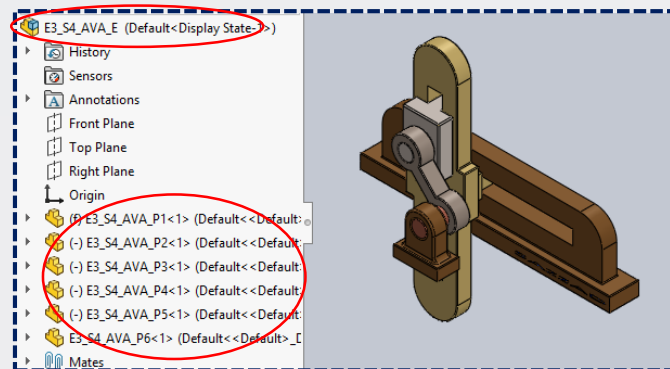 E3_S4_AVA_E (Default<Display State-1>)
History
Sensors
Annotations
Front Plane
Top Plane
Right Plane
Origin
(f) E3_S4_AVA_P1<1> (Default<<Default>
(-) E3_S4_AVA_P2<1> (Default<<Default>
(-) E3_S4_AVA_P3<1> (Default<<Default>
(-) E3_S4_AVA_P4<1> (Default<<Default>
(-) E3_S4_AVA_P5<1> (Default<<Default>
E3_S4_AVA_P6<1> (Default<<Default>_D
Mates